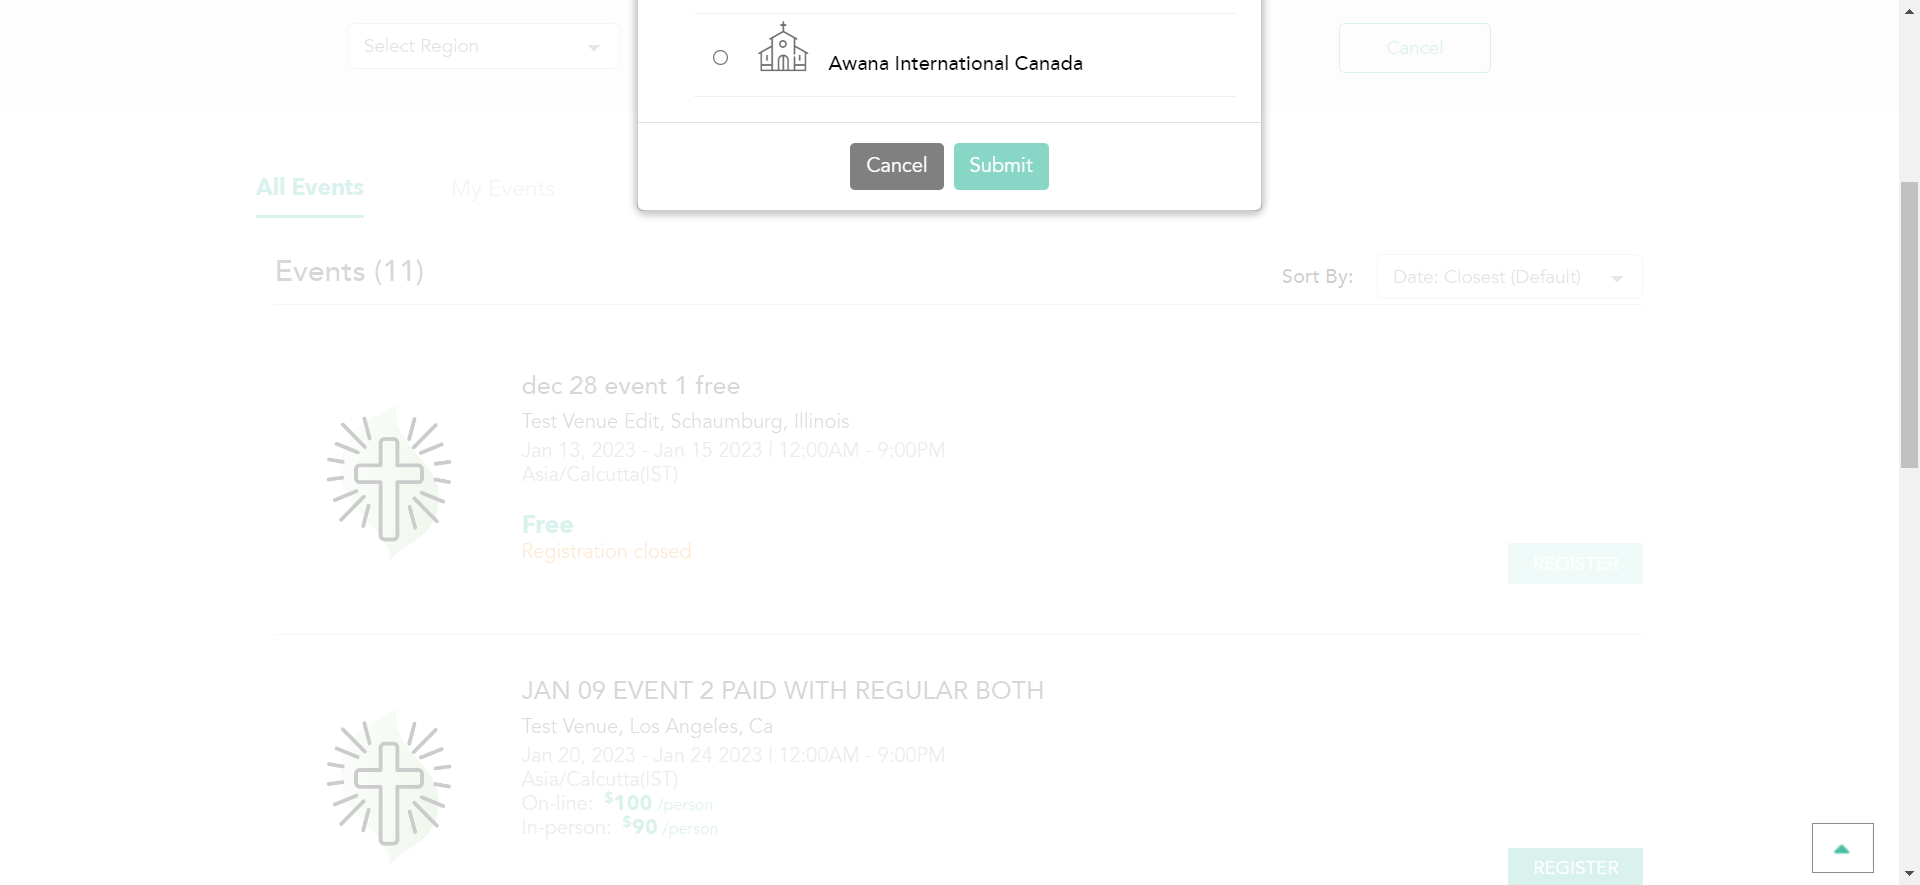 Select Region
Awana International Canada
Cancel
Cancel Submit
All Events My Events
Events (11)
Sort By: Date: Closest (Default)
dec 28 event 1 free
Test Venue Edit, Schaumburg, Illinois
Jan 13, 2023 - Jan 15 2023 | 12:00AM - 9:00PM
Asia/Calcutta(IST)
Free
Registration closed
REGISTER
JAN 09 EVENT 2 PAID WITH REGULAR BOTH
Test Venue, Los Angeles, Ca
Jan 20, 2023 - Jan 24 2023 | 12:00AM - 9:00PM
Asia/Calcutta(IST)
On-line: $100 /person
In-person: $90 /person
REGISTER